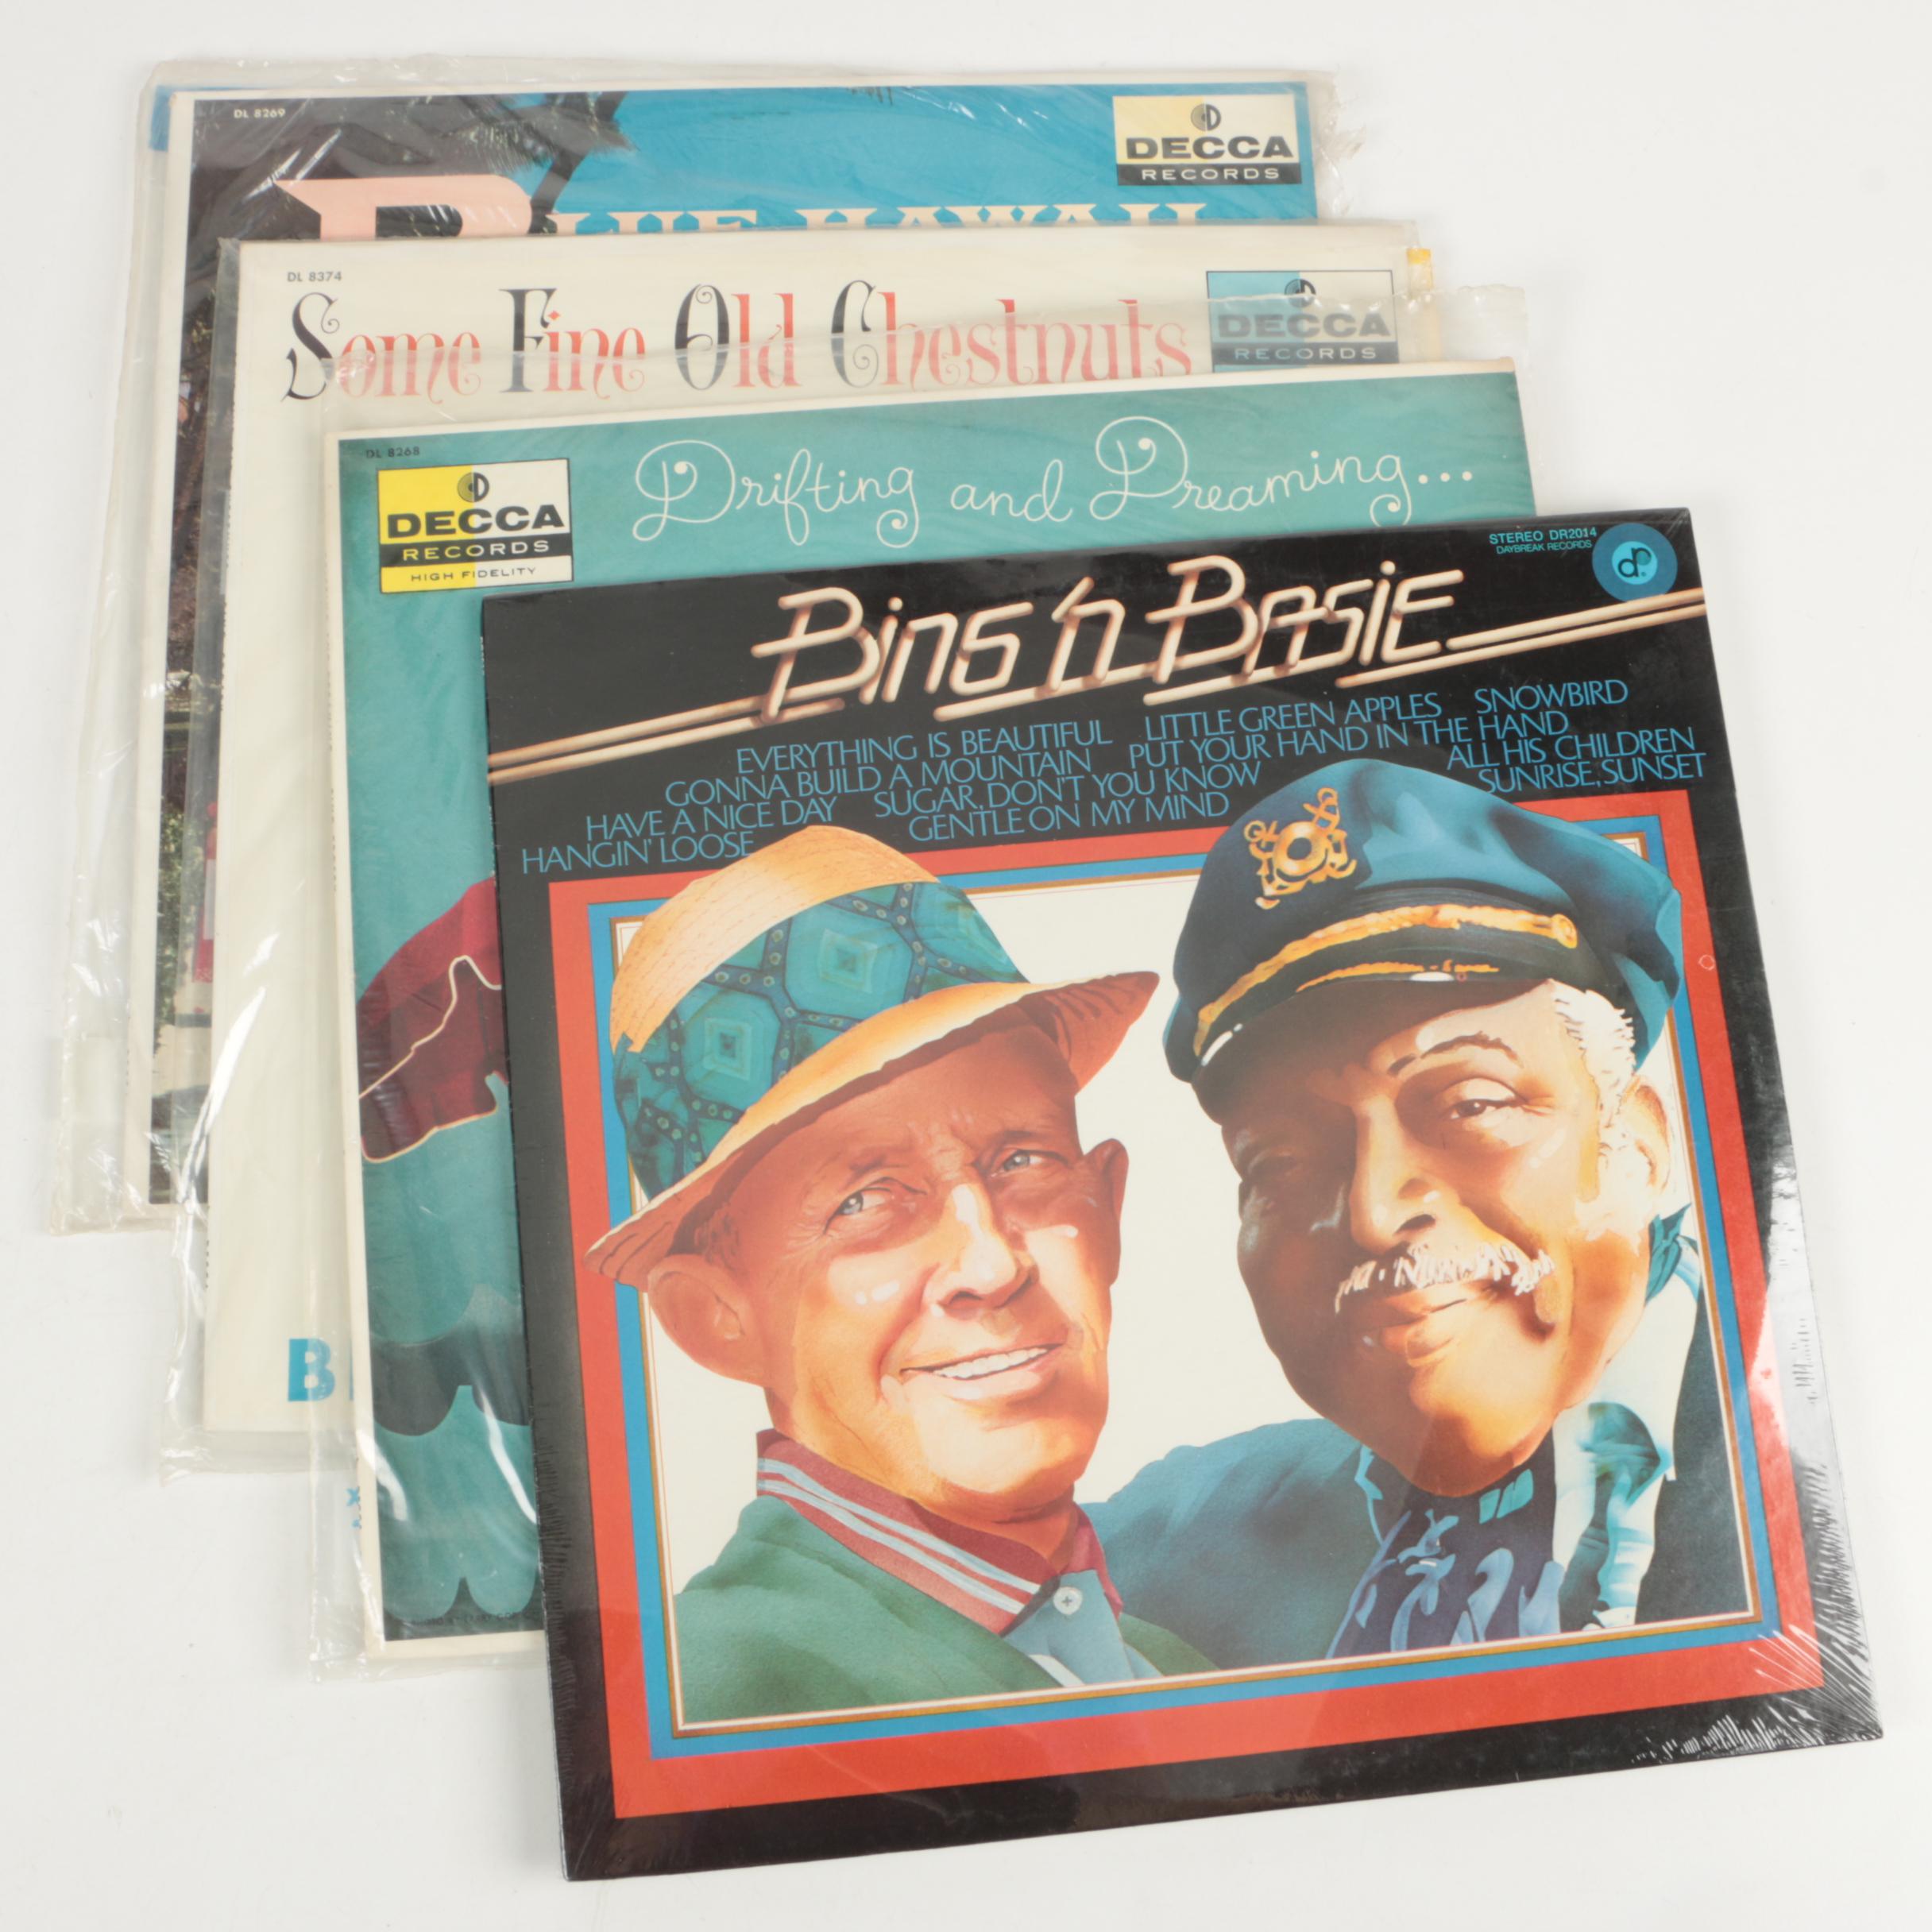 DL 8269
DECCA
RECORDS
BLUE HAWAII
DL 8374
Some Fine Old Chestnuts
DECCA
RECORDS
DL 8268
DECCA
RECORDS
HIGH FIDELITY
Drifting and Dreaming...
STEREO DR2014
DAYBREAK RECORDS
dr.
Bing 'n Basie
EVERYTHING IS BEAUTIFUL LITTLE GREEN APPLES SNOWBIRD
GONNA BUILD A MOUNTAIN PUT YOUR HAND IN THE HAND
HAVE A NICE DAY SUGAR, DON'T YOU KNOW ALL HIS CHILDREN
HANGIN' LOOSE GENTLE ON MY MIND SUNRISE, SUNSET
B